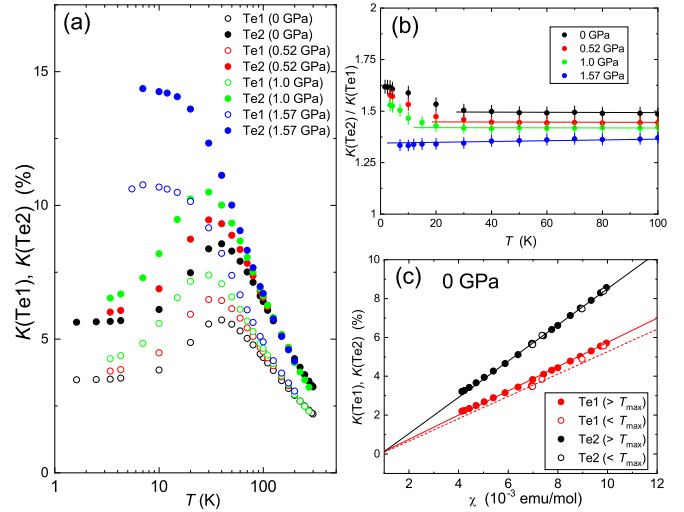 (a)
Te1 (0 GPa)
Te2 (0 GPa)
Te1 (0.52 GPa)
Te2 (0.52 GPa)
Te1 (1.0 GPa)
Te2 (1.0 GPa)
Te1 (1.57 GPa)
Te2 (1.57 GPa)
15
10
5
0
K(Te1), K(Te2) (%)
1
10
100
T (K)
(b)
0 GPa
0.52 GPa
1.0 GPa
1.57 GPa
2
1.75
1.5
1.25
1
K(Te2) / K(Te1)
0 20 40 60 80 100
T (K)
(c)
0 GPa
10
8
6
4
2
0
K(Te1), K(Te2) (%)
Te1 (> Tmax)
Te1 (< Tmax)
Te2 (> Tmax)
Te2 (< Tmax)
2 4 6 8 10 12
χ (10⁻³ emu/mol)